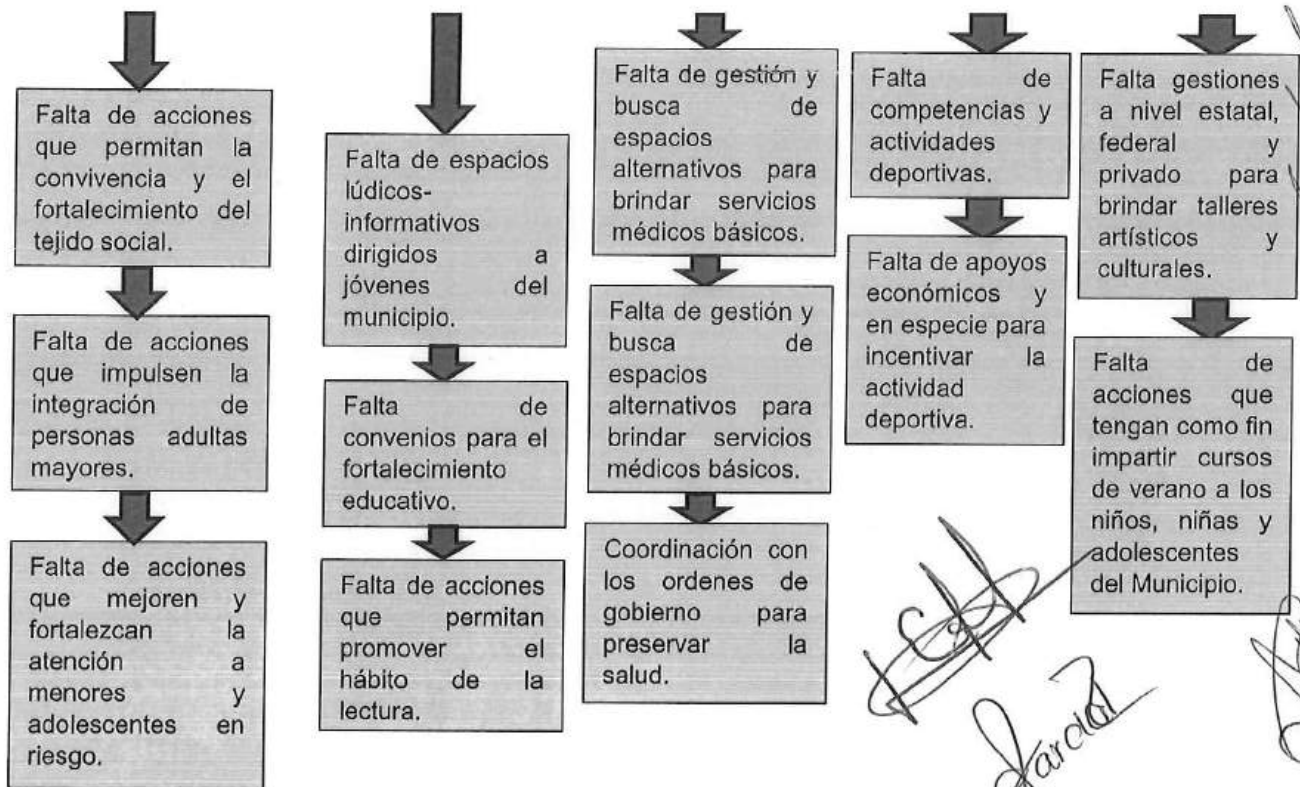 Falta de acciones
que permitan la
convivencia y el
fortalecimiento del
tejido social.
Falta de acciones
que impulsen la
integración de
personas adultas
mayores.
Falta de acciones
que mejoren y
fortalezcan la
atención a
menores y
adolescentes en
riesgo.
Falta de espacios
lúdicos-
informativos
dirigidos a
jóvenes del
municipio.
Falta de
convenios para el
fortalecimiento
educativo.
Falta de acciones
que permitan
promover el
hábito de la
lectura.
Falta de gestión y
busca de
espacios
alternativos para
brindar servicios
médicos básicos.
Falta de gestión y
busca de
espacios
alternativos para
brindar servicios
médicos básicos.
Coordinación con
los ordenes de
gobierno para
preservar la
salud.
Falta de
competencias y
actividades
deportivas.
Falta de apoyos
económicos y
en especie para
incentivar la
actividad
deportiva.
Falta gestiones
a nivel estatal,
federal y
privado para
brindar talleres
artísticos y
culturales.
Falta de
acciones que
tengan como fin
impartir cursos
de verano a los
niños, niñas y
adolescentes
del Municipio.